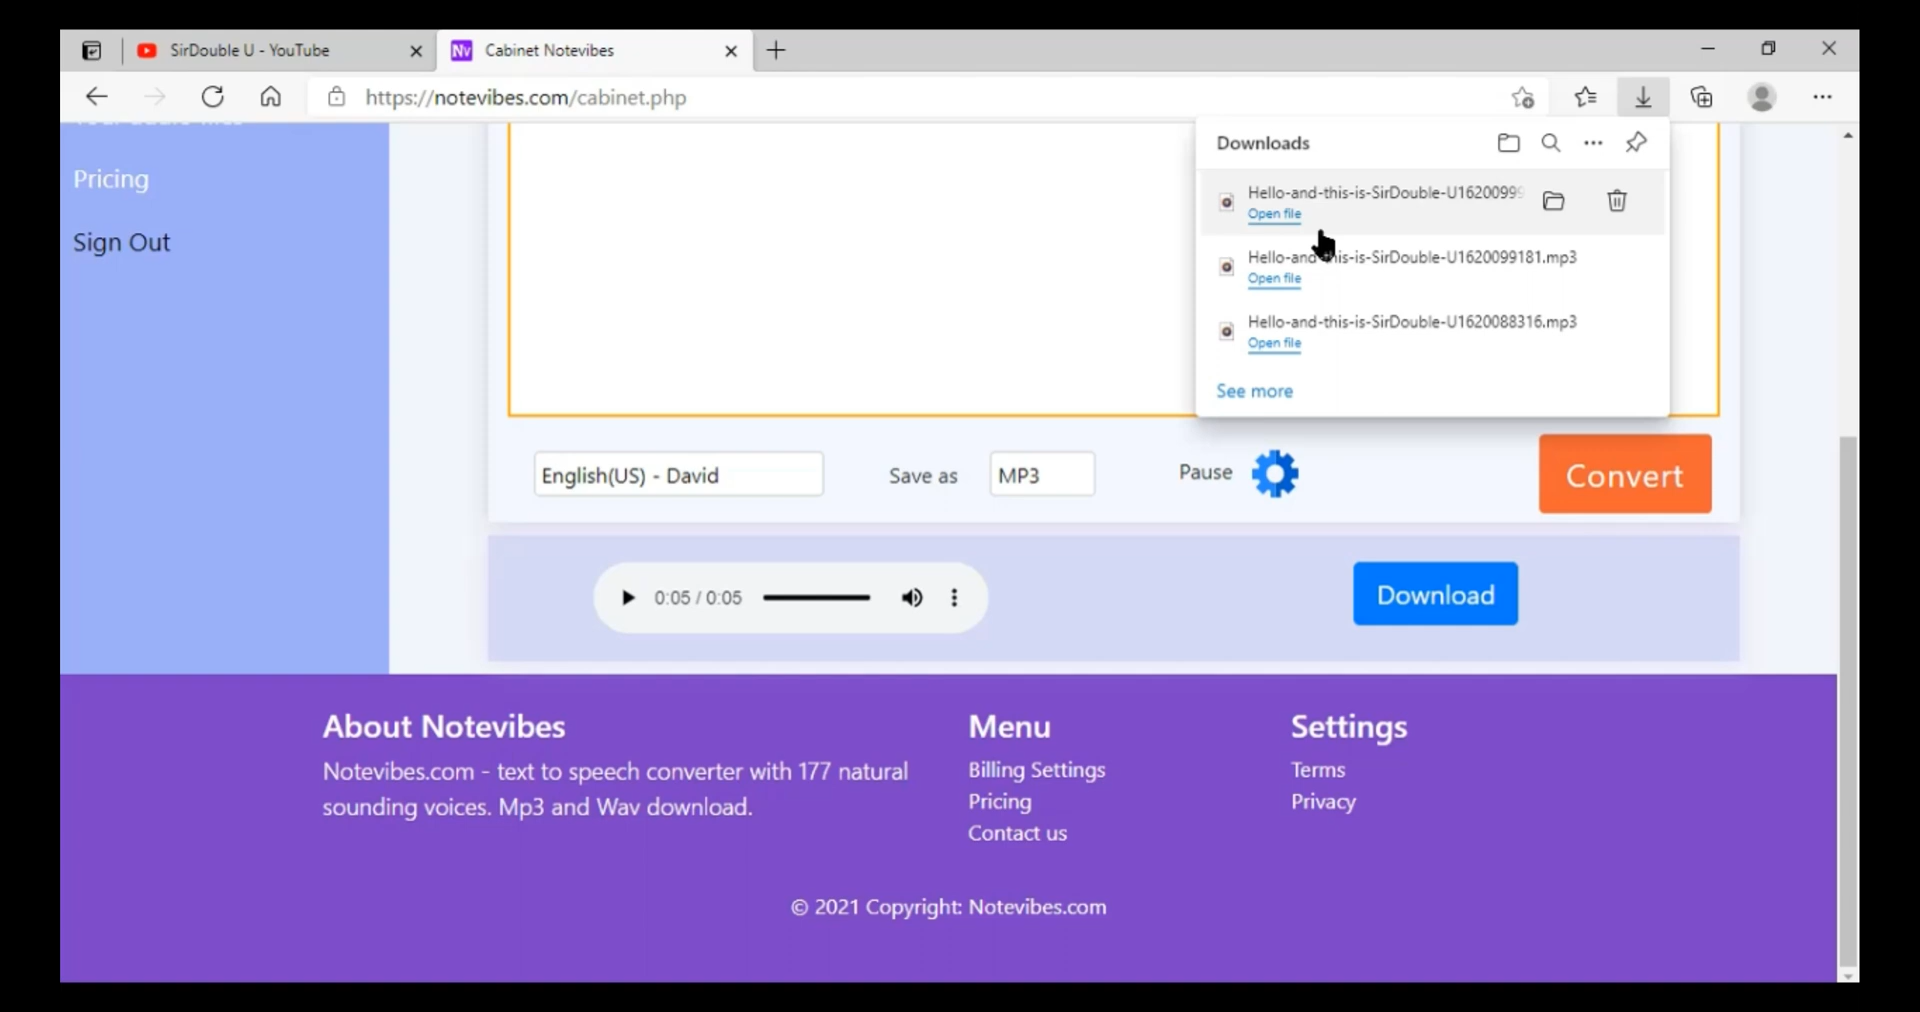 SirDouble U - YouTube
Nv Cabinet Notevibes
https://notevibes.com/cabinet.php
Pricing
Sign Out
Downloads
Hello-and-this-is-SirDouble-U16200999
Open file
Hello-and-this-is-SirDouble-U1620099181.mp3
Open file
Hello-and-this-is-SirDouble-U1620088316.mp3
Open file
See more
English(US) - David
Save as
MP3
Pause
Convert
0:05 / 0:05
Download
About Notevibes
Notevibes.com - text to speech converter with 177 natural
sounding voices. Mp3 and Wav download.
Menu
Billing Settings
Pricing
Contact us
Settings
Terms
Privacy
© 2021 Copyright: Notevibes.com